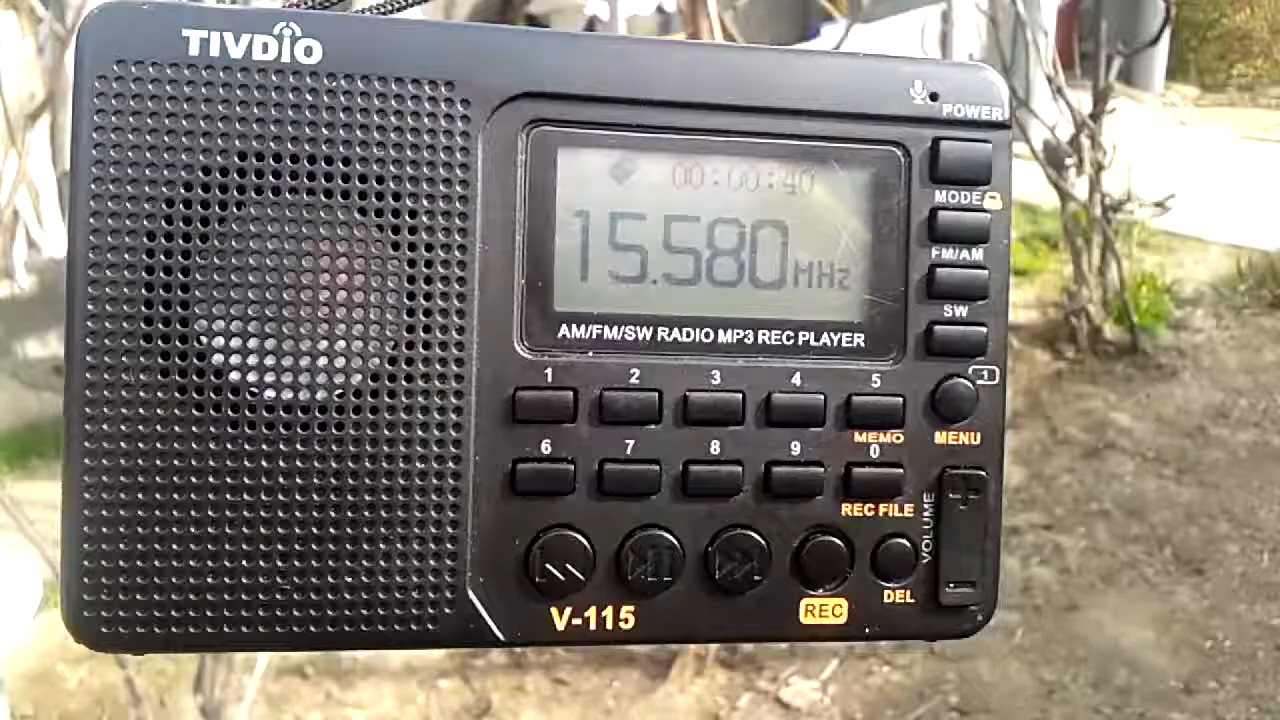 TIVDIO
POWER
00:00:40
15.580 MHz
AM/FM/SW RADIO MP3 REC PLAYER
MODE
FM/AM
SW
1 2 3 4 5
1
MEMO
MENU
6 7 8 9 0
REC FILE
VOLUME
V-115
REC
DEL